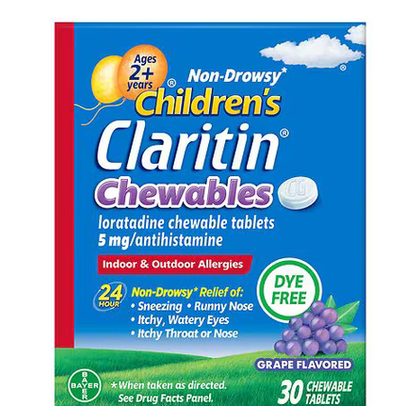 Ages
2+
years
Non-Drowsy*
Children's
Claritin®
Chewables
loratadine chewable tablets
5 mg/antihistamine
Indoor & Outdoor Allergies
24
HOUR
Non-Drowsy* Relief of:
• Sneezing • Runny Nose
• Itchy, Watery Eyes
• Itchy Throat or Nose
DYE
FREE
GRAPE FLAVORED
BAYER
BAYER
*When taken as directed.
See Drug Facts Panel.
30 CHEWABLE
TABLETS